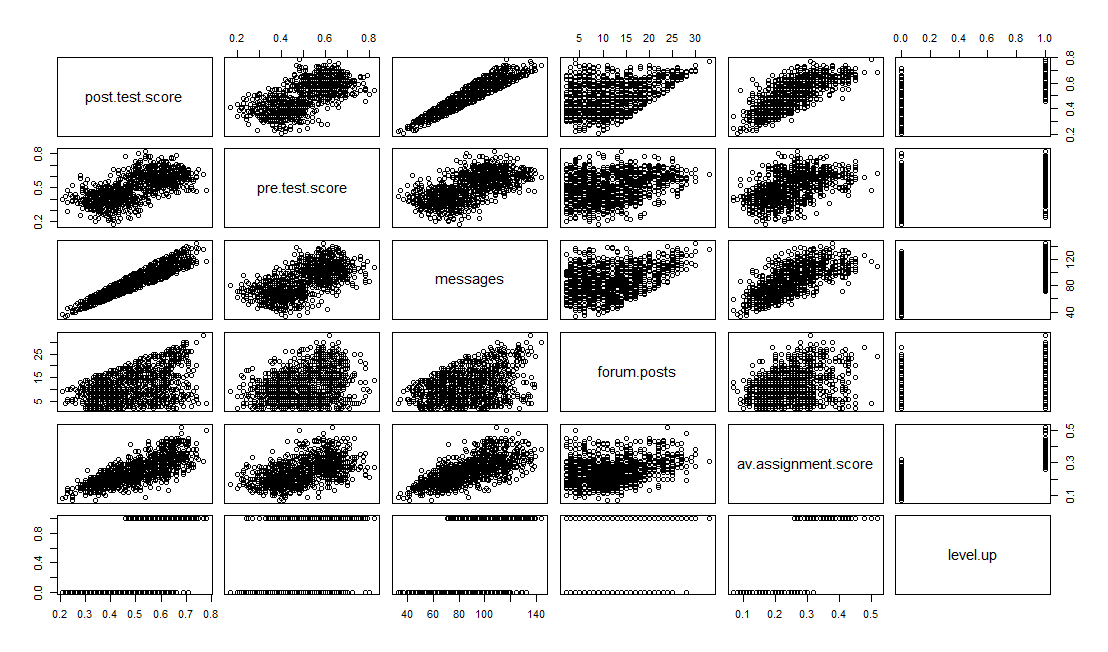 0.2 0.4 0.6 0.8
5 10 15 20 25 30
0.0 0.2 0.4 0.6 0.8 1.0
post.test.score
0.2 0.4 0.6 0.8
0.2 0.5 0.8
pre.test.score
messages
40 80 120
5 15 25
forum.posts
av.assignment.score
0.1 0.3 0.5
0.0 0.4 0.8
level.up
0.2 0.3 0.4 0.5 0.6 0.7 0.8
40 60 80 100 140
0.1 0.2 0.3 0.4 0.5